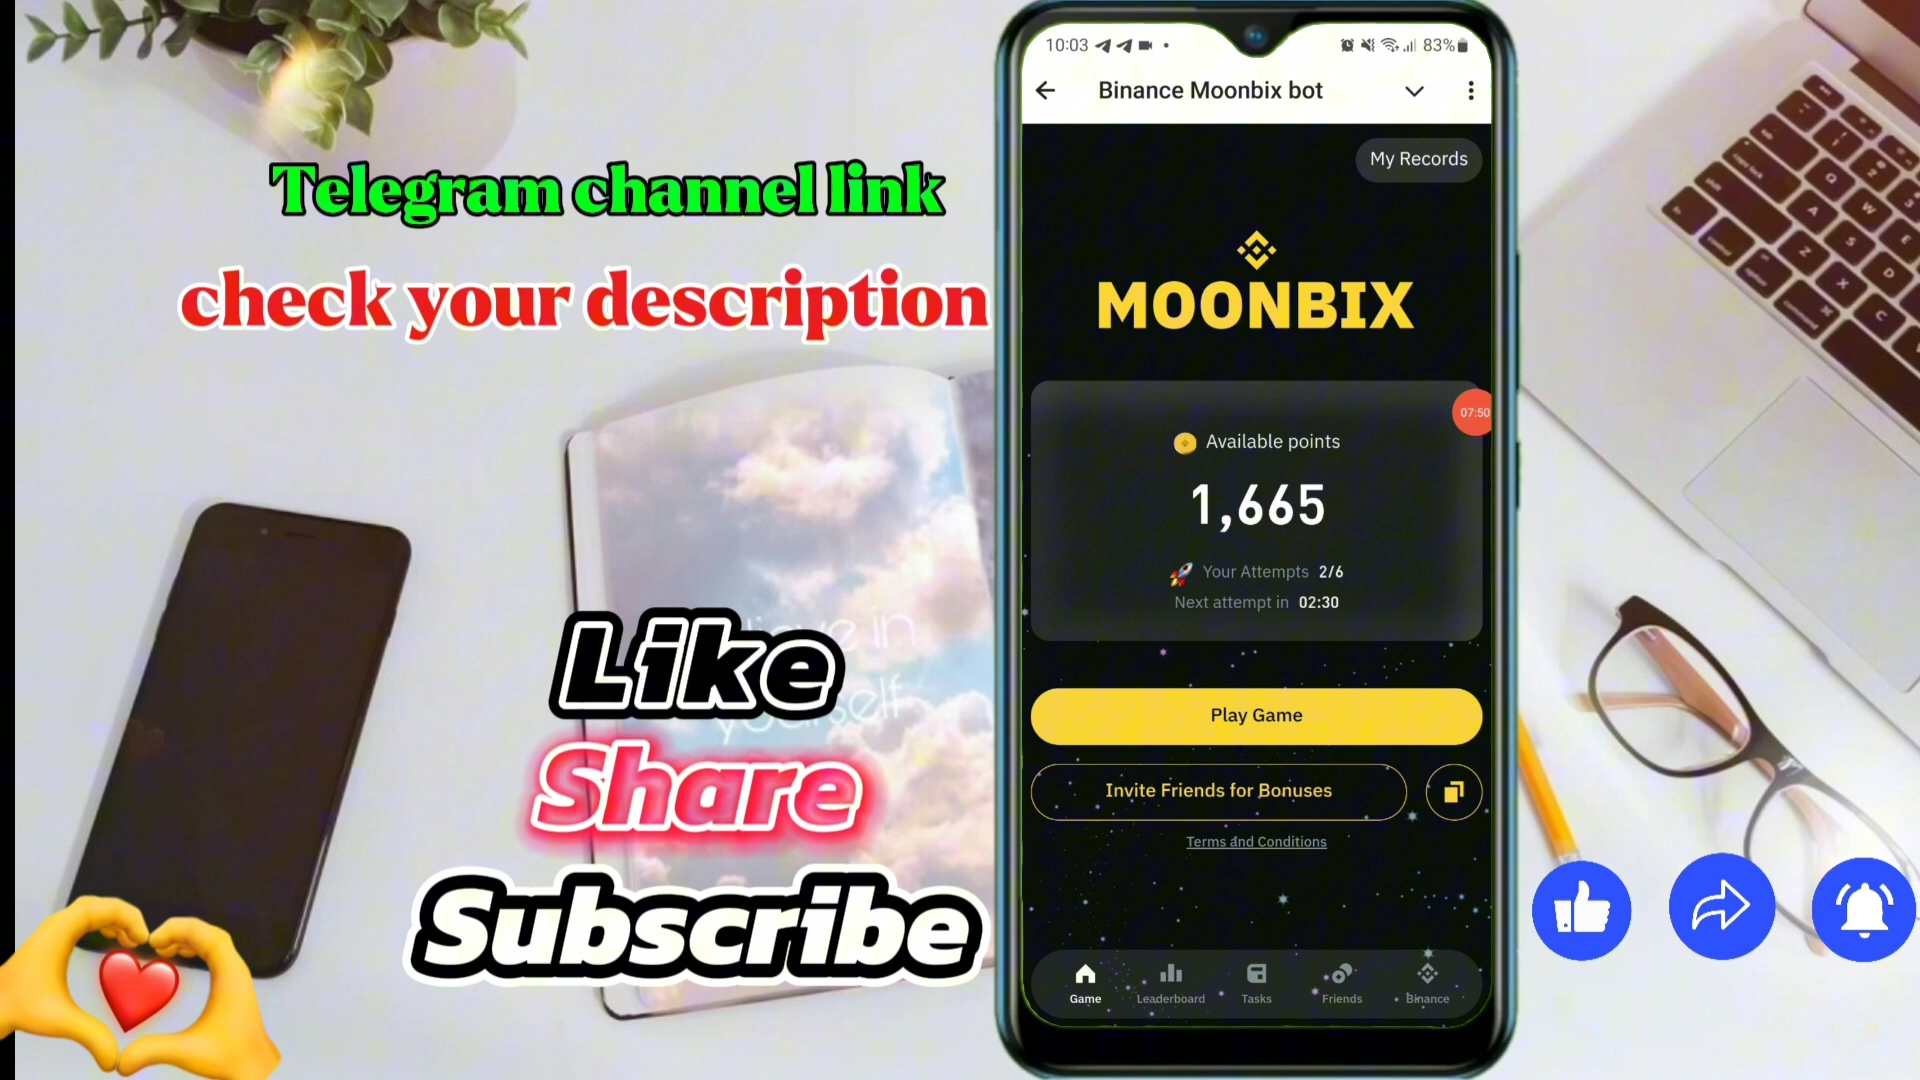 Telegram channel link
check your description
Like
Share
Subscribe
10:03
83%
Binance Moonbix bot
My Records
MOONBIX
07:50
Available points
1,665
Your Attempts 2/6
Next attempt in 02:30
Play Game
Invite Friends for Bonuses
Terms and Conditions
Game Leaderboard Tasks Friends Binance